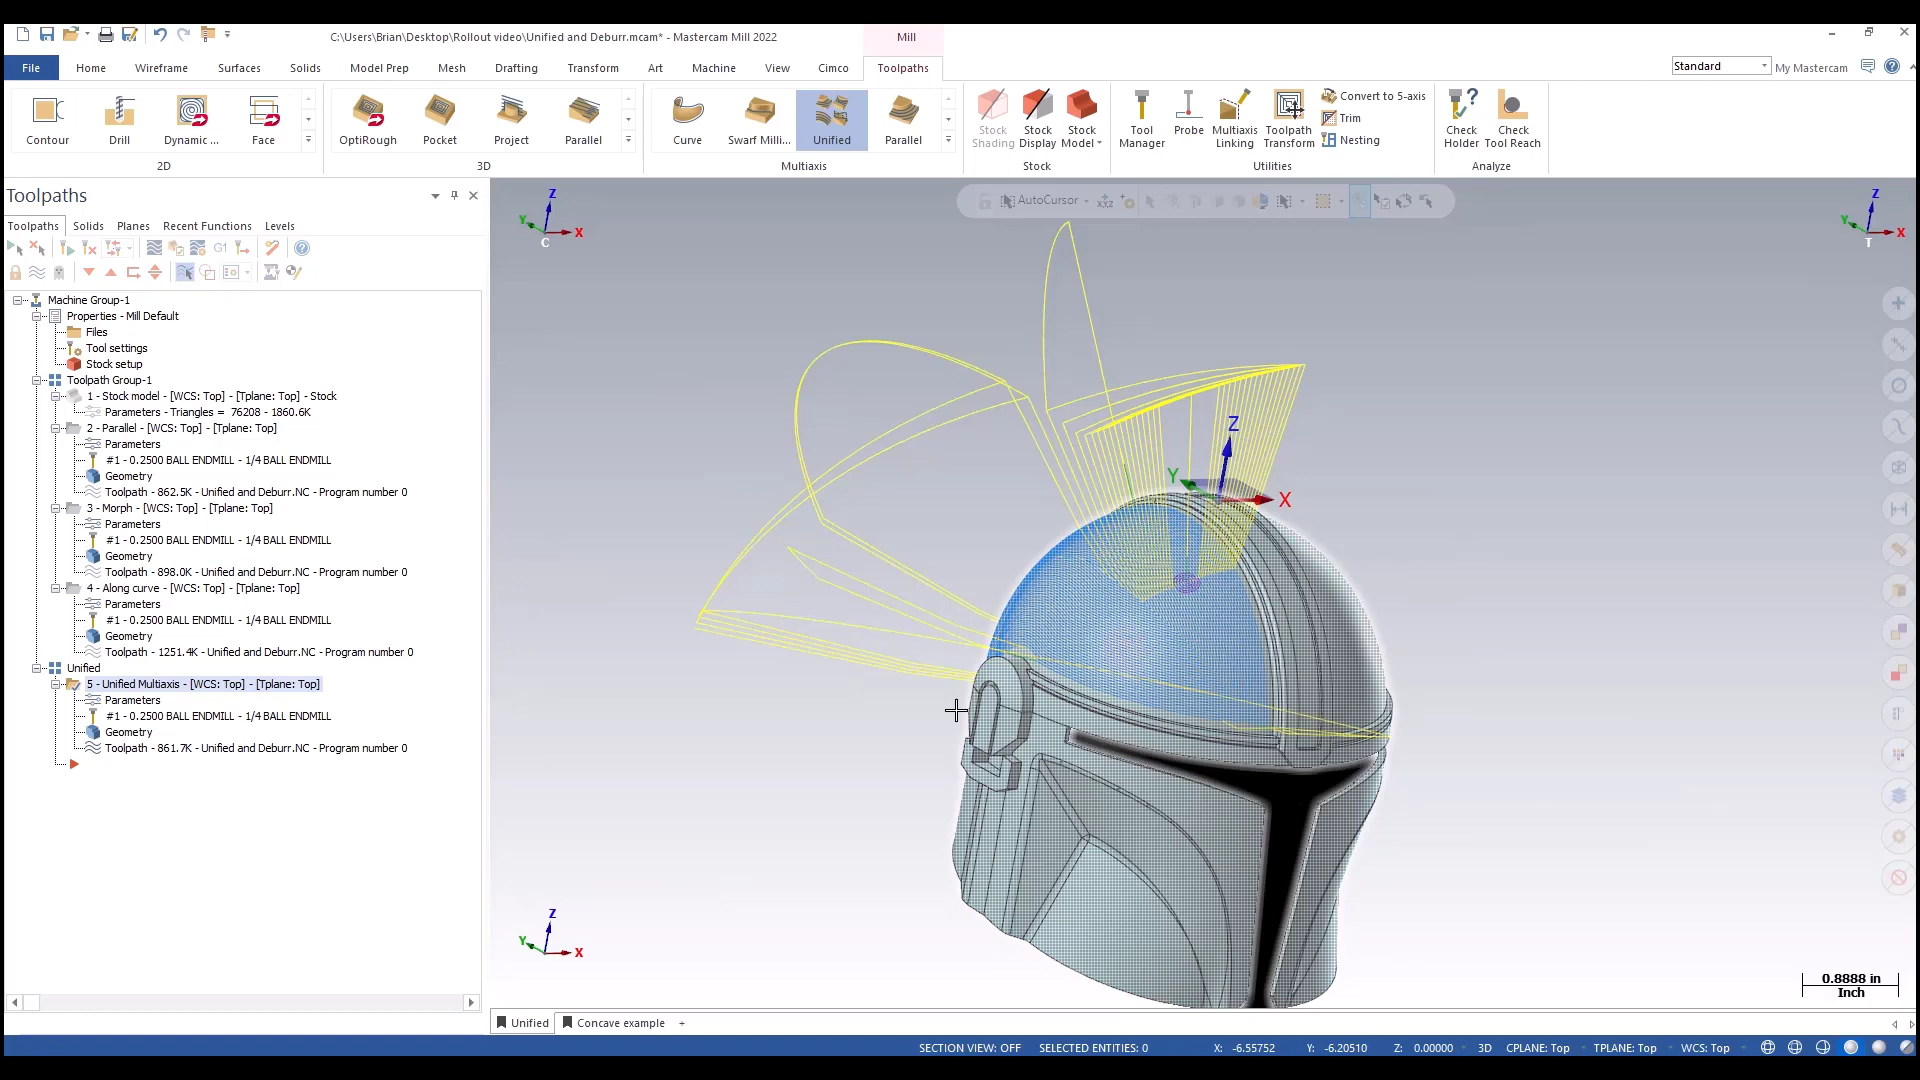 C:\Users\Brian\Desktop\Rollout video\Unified and Deburr.mcam* - Mastercam Mill 2022
Mill
File Home Wireframe Surfaces Solids Model Prep Mesh Drafting Transform Art Machine View Cimco Toolpaths
Standard My Mastercam
Contour Drill Dynamic ... Face
2D
OptiRough Pocket Project Parallel
3D
Curve Swarf Milli... Unified Parallel
Multiaxis
Stock Shading Stock Display Stock Model
Stock
Tool Manager Probe Multiaxis Linking Toolpath Transform
Convert to 5-axis
Trim
Nesting
Utilities
Check Holder Check Tool Reach
Analyze
Toolpaths
Toolpaths Solids Planes Recent Functions Levels
G1
Machine Group-1
Properties - Mill Default
Files
Tool settings
Stock setup
Toolpath Group-1
1 - Stock model - [WCS: Top] - [Tplane: Top] - Stock
Parameters - Triangles = 76208 - 1860.6K
2 - Parallel - [WCS: Top] - [Tplane: Top]
Parameters
#1 - 0.2500 BALL ENDMILL - 1/4 BALL ENDMILL
Geometry
Toolpath - 862.5K - Unified and Deburr.NC - Program number 0
3 - Morph - [WCS: Top] - [Tplane: Top]
Parameters
#1 - 0.2500 BALL ENDMILL - 1/4 BALL ENDMILL
Geometry
Toolpath - 898.0K - Unified and Deburr.NC - Program number 0
4 - Along curve - [WCS: Top] - [Tplane: Top]
Parameters
#1 - 0.2500 BALL ENDMILL - 1/4 BALL ENDMILL
Geometry
Toolpath - 1251.4K - Unified and Deburr.NC - Program number 0
Unified
5 - Unified Multiaxis - [WCS: Top] - [Tplane: Top]
Parameters
#1 - 0.2500 BALL ENDMILL - 1/4 BALL ENDMILL
Geometry
Toolpath - 861.7K - Unified and Deburr.NC - Program number 0
AutoCursor
Z
Y X
C
Z
Y X
T
Z
Y
X
Z
Y X
0.8888 in
Inch
Unified Concave example +
SECTION VIEW: OFF SELECTED ENTITIES: 0 X: -6.55752 Y: -6.20510 Z: 0.00000 3D CPLANE: Top TPLANE: Top WCS: Top